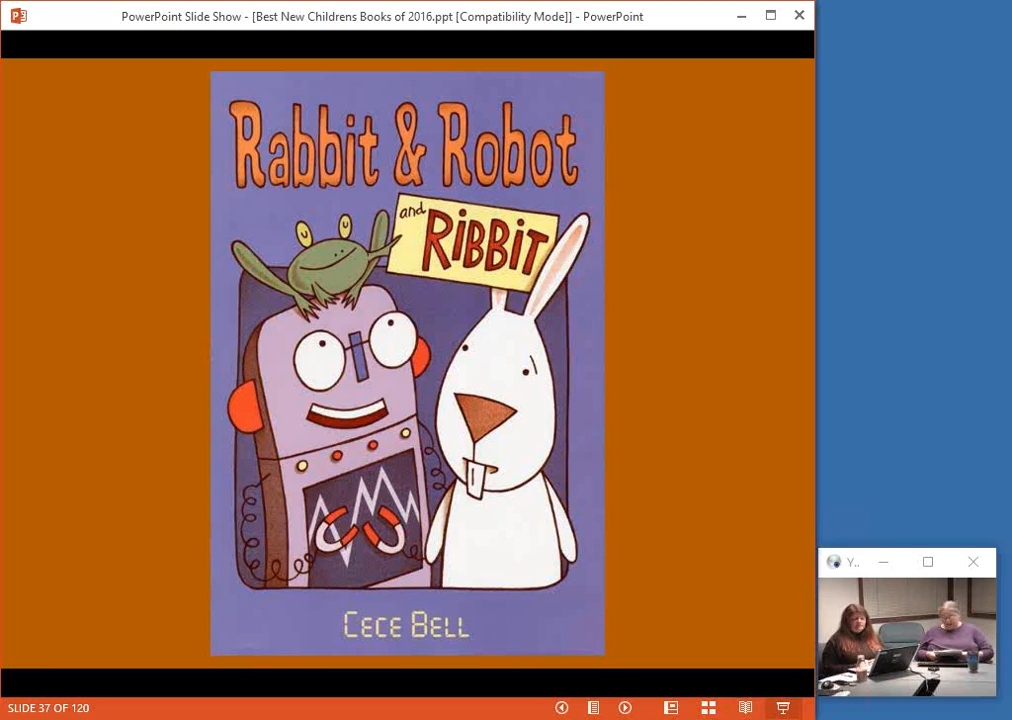 PowerPoint Slide Show - [Best New Childrens Books of 2016.ppt [Compatibility Mode]] - PowerPoint
Rabbit & Robot
and RiBBiT
CECE BELL
Y..
SLIDE 37 OF 120